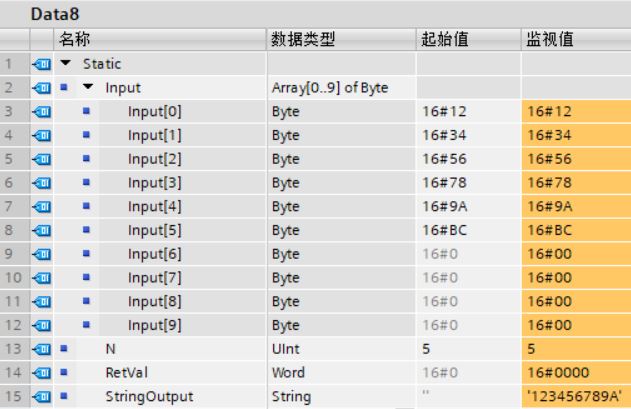 Data8
名称 数据类型 起始值 监视值
1 Static
2 Input Array[0..9] of Byte
3 Input[0] Byte 16#12 16#12
4 Input[1] Byte 16#34 16#34
5 Input[2] Byte 16#56 16#56
6 Input[3] Byte 16#78 16#78
7 Input[4] Byte 16#9A 16#9A
8 Input[5] Byte 16#BC 16#BC
9 Input[6] Byte 16#0 16#00
10 Input[7] Byte 16#0 16#00
11 Input[8] Byte 16#0 16#00
12 Input[9] Byte 16#0 16#00
13 N UInt 5 5
14 RetVal Word 16#0 16#0000
15 StringOutput String '' '123456789A'